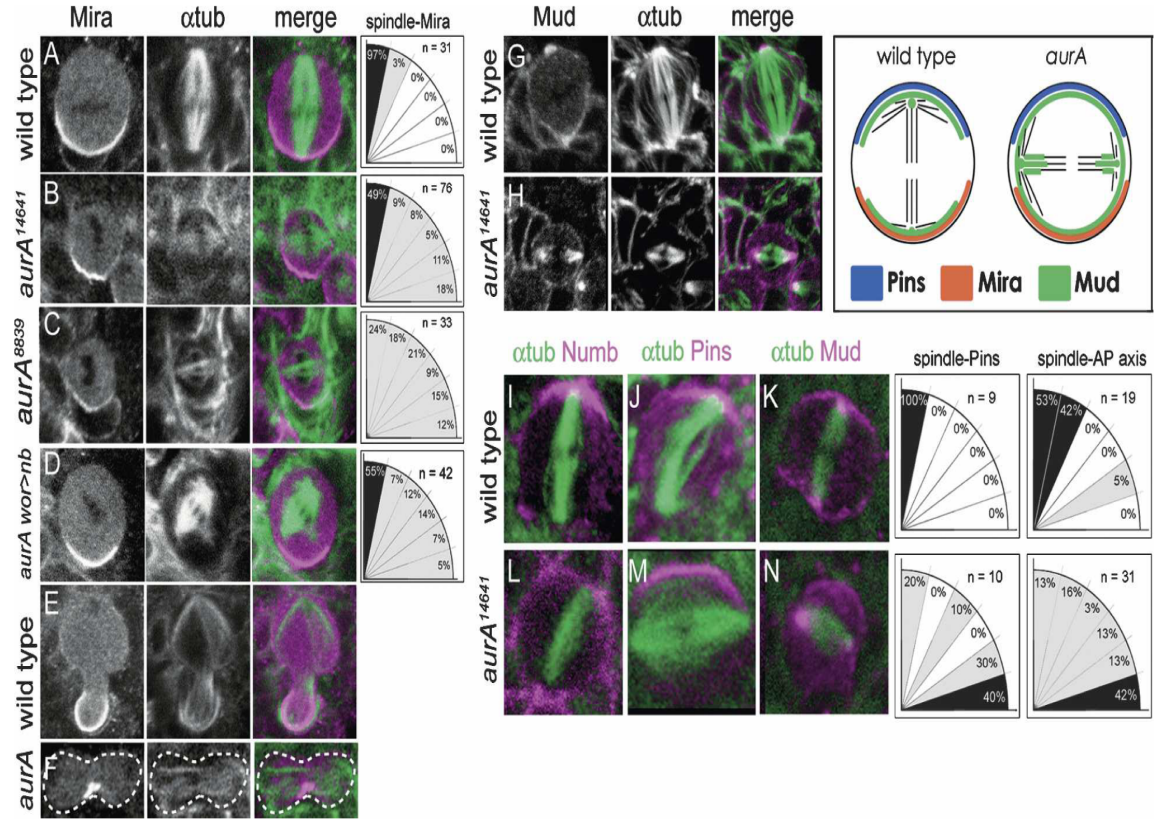 Mira αtub merge spindle-Mira
wild type
A
97% 3% 0% 0% 0% 0%
n = 31
aurA14641
B
49% 9% 8% 5% 11% 18%
n = 76
aurA8839
C
24% 18% 21% 9% 15% 12%
n = 33
aurA wor>nb
D
55% 7% 12% 14% 7% 5%
n = 42
wild type
E
aurA
F
Mud αtub merge
wild type
G
aurA14641
H
wild type aurA
Pins Mira Mud
αtub Numb αtub Pins αtub Mud spindle-Pins spindle-AP axis
wild type
I J K
100% 0% 0% 0% 0% 0%
n = 9
53% 42% 0% 0% 5% 0%
n = 19
aurA14641
L M N
20% 0% 10% 0% 30% 40%
n = 10
13% 16% 3% 13% 13% 42%
n = 31